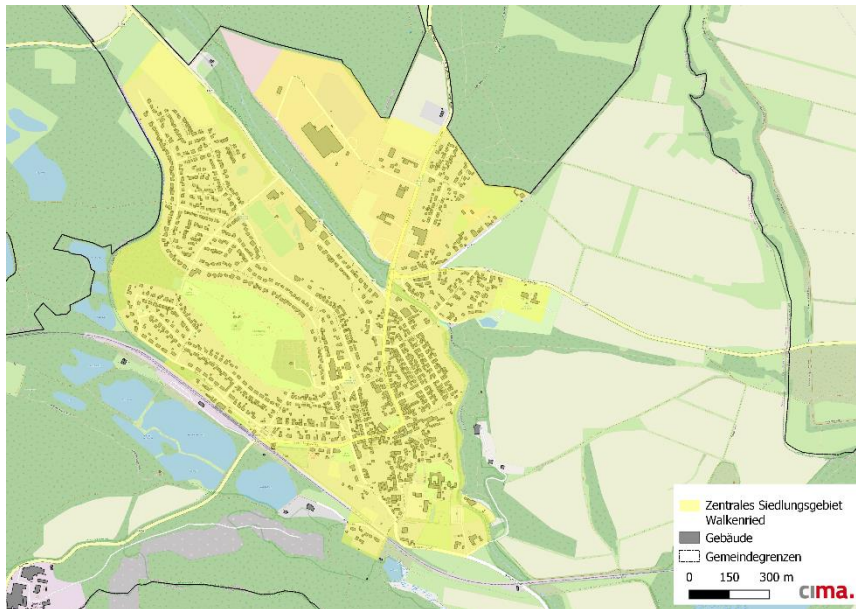 Zentrales Siedlungsgebiet
Walkenried
Gebäude
Gemeindegrenzen
0 150 300 m
cima.